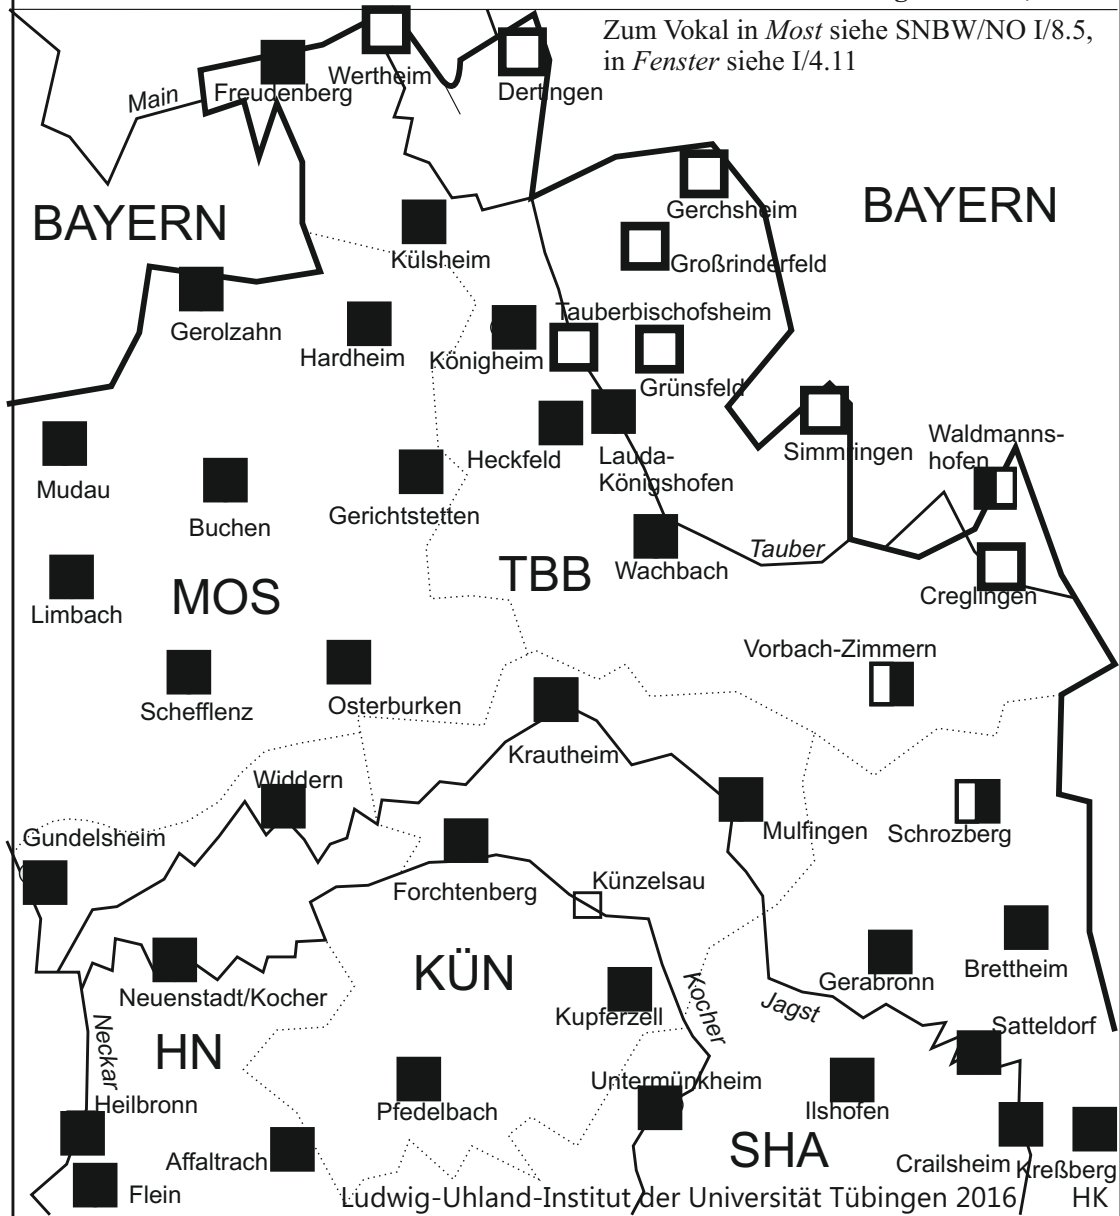 Zum Vokal in Most siehe SNBW/NO I/8.5,
in Fenster siehe I/4.11
Wertheim
Freudenberg
Dertingen
Main
BAYERN
BAYERN
Gerchsheim
Külsheim
Großrinderfeld
Gerolzahn
Tauberbischofsheim
Hardheim
Königheim
Grünsfeld
Simmringen
Waldmanns-
hofen
Heckfeld
Lauda-
Königshofen
Mudau
Buchen
Gerichtstetten
Tauber
Wachbach
TBB
MOS
Limbach
Creglingen
Vorbach-Zimmern
Schefflenz
Osterburken
Krautheim
Widdern
Mulfingen
Schrozberg
Gundelsheim
Forchtenberg
Künzelsau
KÜN
Gerabronn
Brettheim
Neuenstadt/Kocher
Kupferzell
Kocher
Jagst
Neckar
HN
Satteldorf
Untermünkheim
Heilbronn
Pfedelbach
Ilshofen
SHA
Affaltrach
Crailsheim
Kreßberg
Flein
Ludwig-Uhland-Institut der Universität Tübingen 2016
HK